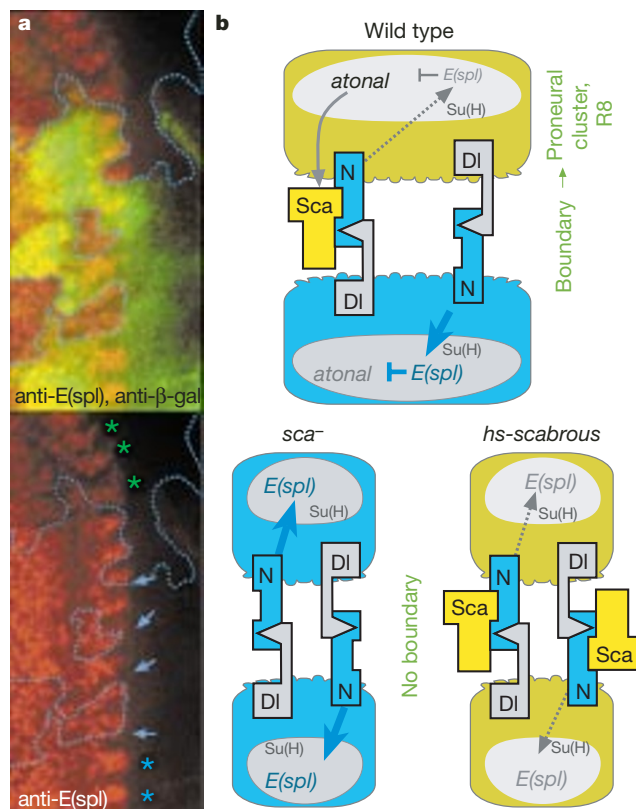 a
anti-E(spl), anti-β-gal
* * *
anti-E(spl)
* *
b
Wild type
atonal
E(spl)
Su(H)
N
Dl
Sca
Dl
N
Su(H)
atonal
E(spl)
Boundary → Proneural
cluster,
R8
sca⁻
E(spl)
Su(H)
N
Dl
Dl
N
Su(H)
E(spl)
No boundary
hs-scabrous
E(spl)
Su(H)
N
Dl
Sca
Sca
Dl
N
Su(H)
E(spl)